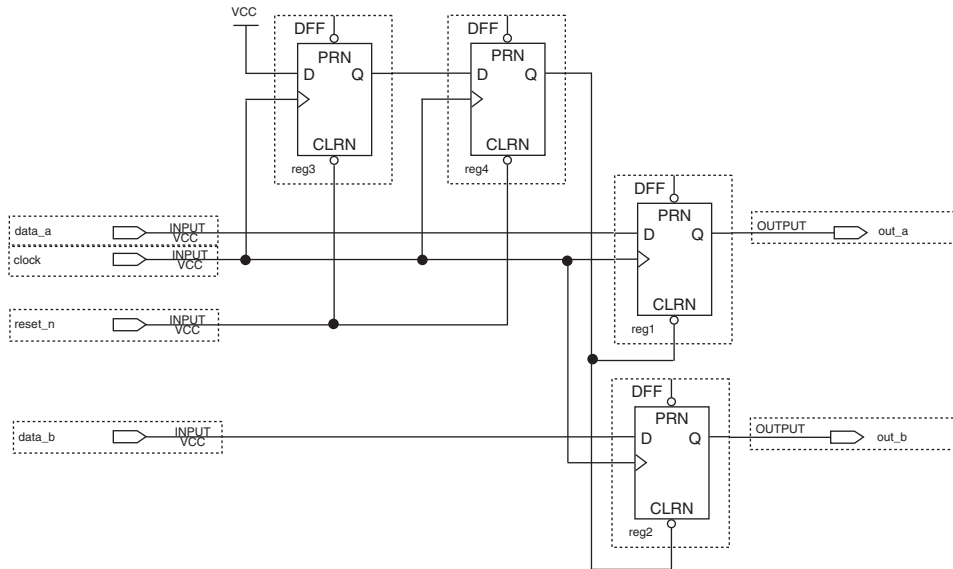 VCC
DFF
PRN
D
Q
CLRN
reg3
DFF
PRN
D
Q
CLRN
reg4
data_a
INPUT
VCC
clock
INPUT
VCC
reset_n
INPUT
VCC
DFF
PRN
D
Q
CLRN
reg1
OUTPUT
out_a
data_b
INPUT
VCC
DFF
PRN
D
Q
CLRN
reg2
OUTPUT
out_b